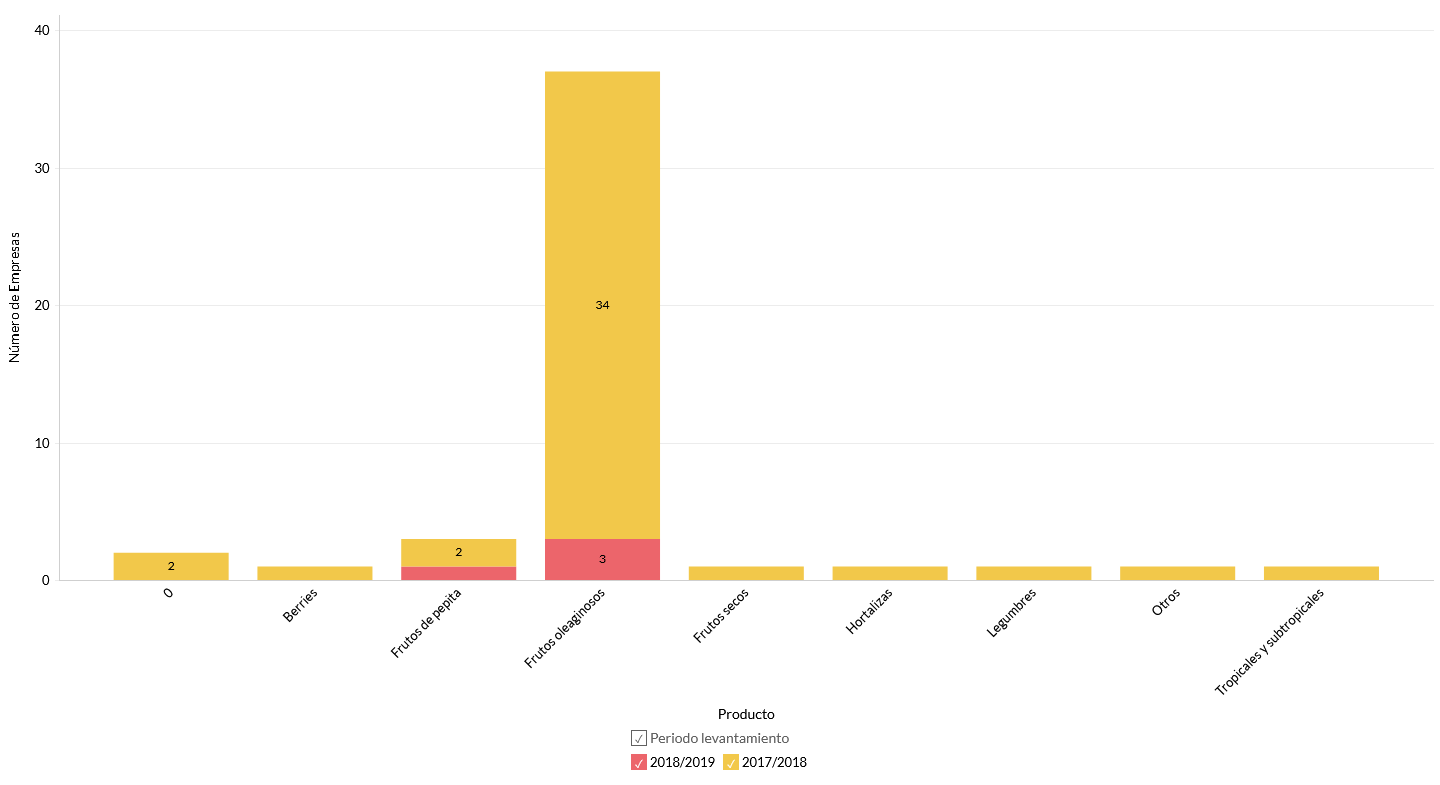 40
30
20
10
0
Número de Empresas
34
2
2
3
0
Berries
Frutos de pepita
Frutos oleaginosos
Frutos secos
Hortalizas
Legumbres
Otros
Tropicales y subtropicales
Producto
Periodo levantamiento
2018/2019 2017/2018